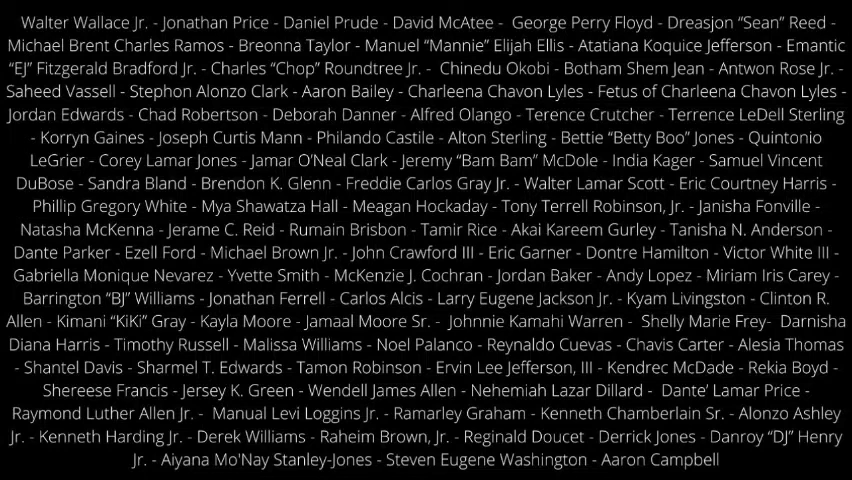 Walter Wallace Jr. - Jonathan Price - Daniel Prude - David McAtee -  George Perry Floyd - Dreasjon “Sean” Reed -
Michael Brent Charles Ramos - Breonna Taylor - Manuel “Mannie” Elijah Ellis - Atatiana Koquice Jefferson - Emantic
“EJ” Fitzgerald Bradford Jr. - Charles “Chop” Roundtree Jr. -  Chinedu Okobi - Botham Shem Jean - Antwon Rose Jr. -
Saheed Vassell - Stephon Alonzo Clark - Aaron Bailey - Charleena Chavon Lyles - Fetus of Charleena Chavon Lyles -
Jordan Edwards - Chad Robertson - Deborah Danner - Alfred Olango - Terence Crutcher - Terrence LeDell Sterling
- Korryn Gaines - Joseph Curtis Mann - Philando Castile - Alton Sterling - Bettie “Betty Boo” Jones - Quintonio
LeGrier - Corey Lamar Jones - Jamar O’Neal Clark - Jeremy “Bam Bam” McDole - India Kager - Samuel Vincent
DuBose - Sandra Bland - Brendon K. Glenn - Freddie Carlos Gray Jr. - Walter Lamar Scott - Eric Courtney Harris -
Phillip Gregory White - Mya Shawatza Hall - Meagan Hockaday - Tony Terrell Robinson, Jr. - Janisha Fonville -
Natasha McKenna - Jerame C. Reid - Rumain Brisbon - Tamir Rice - Akai Kareem Gurley - Tanisha N. Anderson -
Dante Parker - Ezell Ford - Michael Brown Jr. - John Crawford III - Eric Garner - Dontre Hamilton - Victor White III -
Gabriella Monique Nevarez - Yvette Smith - McKenzie J. Cochran - Jordan Baker - Andy Lopez - Miriam Iris Carey -
Barrington “BJ” Williams - Jonathan Ferrell - Carlos Alcis - Larry Eugene Jackson Jr. - Kyam Livingston - Clinton R.
Allen - Kimani “KiKi” Gray - Kayla Moore - Jamaal Moore Sr. -  Johnnie Kamahi Warren -  Shelly Marie Frey-  Darnisha
Diana Harris - Timothy Russell - Malissa Williams - Noel Palanco - Reynaldo Cuevas - Chavis Carter - Alesia Thomas
- Shantel Davis - Sharmel T. Edwards - Tamon Robinson - Ervin Lee Jefferson, III - Kendrec McDade - Rekia Boyd -
Shereese Francis - Jersey K. Green - Wendell James Allen - Nehemiah Lazar Dillard -  Dante’ Lamar Price -
Raymond Luther Allen Jr. -  Manual Levi Loggins Jr. - Ramarley Graham - Kenneth Chamberlain Sr. - Alonzo Ashley
Jr. - Kenneth Harding Jr. - Derek Williams - Raheim Brown, Jr. - Reginald Doucet - Derrick Jones - Danroy “DJ” Henry
Jr. - Aiyana Mo'Nay Stanley-Jones - Steven Eugene Washington - Aaron Campbell